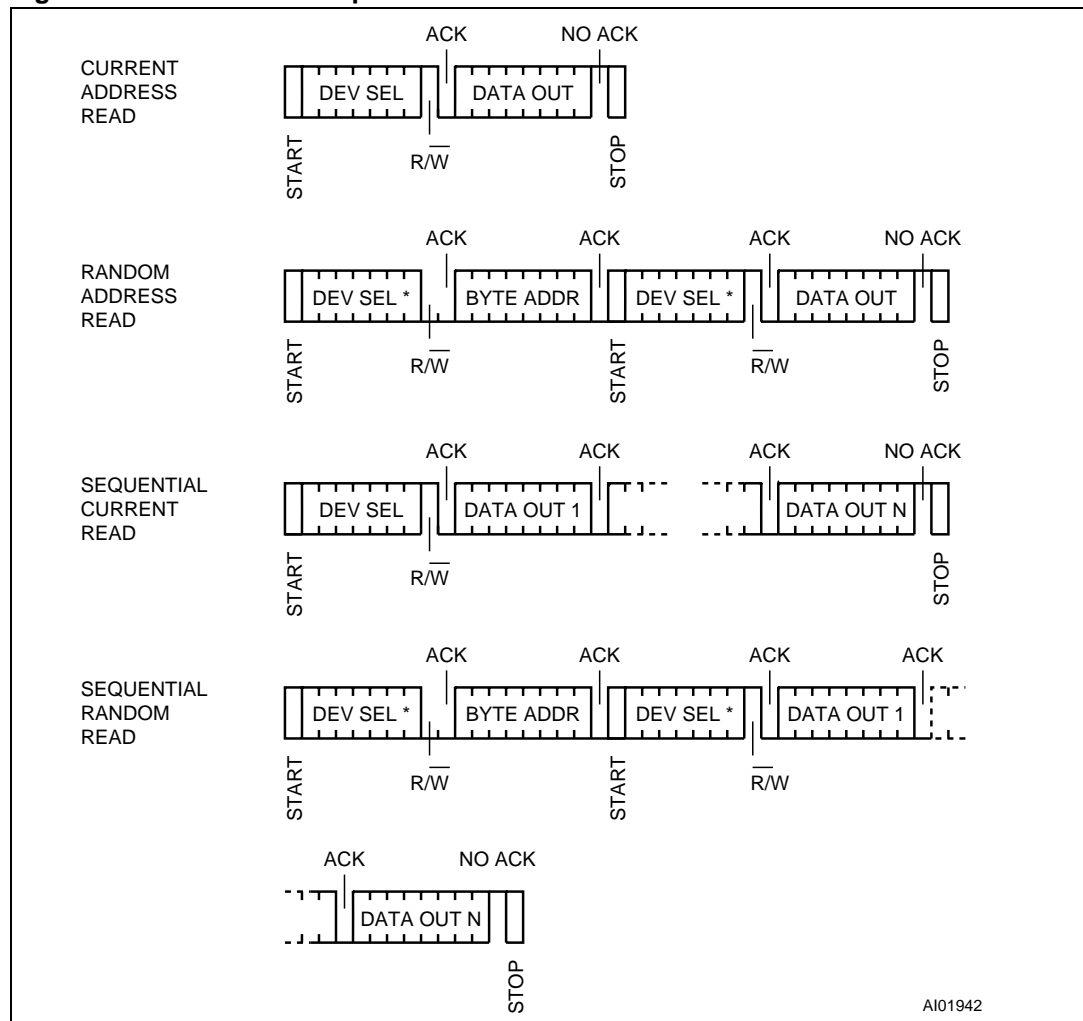 ACK NO ACK
CURRENT
ADDRESS
READ
DEV SEL DATA OUT
START R/W STOP
ACK ACK ACK NO ACK
RANDOM
ADDRESS
READ
DEV SEL * BYTE ADDR DEV SEL * DATA OUT
START R/W START R/W STOP
ACK ACK ACK NO ACK
SEQUENTIAL
CURRENT
READ
DEV SEL DATA OUT 1 DATA OUT N
START R/W STOP
ACK ACK ACK ACK
SEQUENTIAL
RANDOM
READ
DEV SEL * BYTE ADDR DEV SEL * DATA OUT 1
START R/W START R/W
ACK NO ACK
DATA OUT N
STOP
AI01942